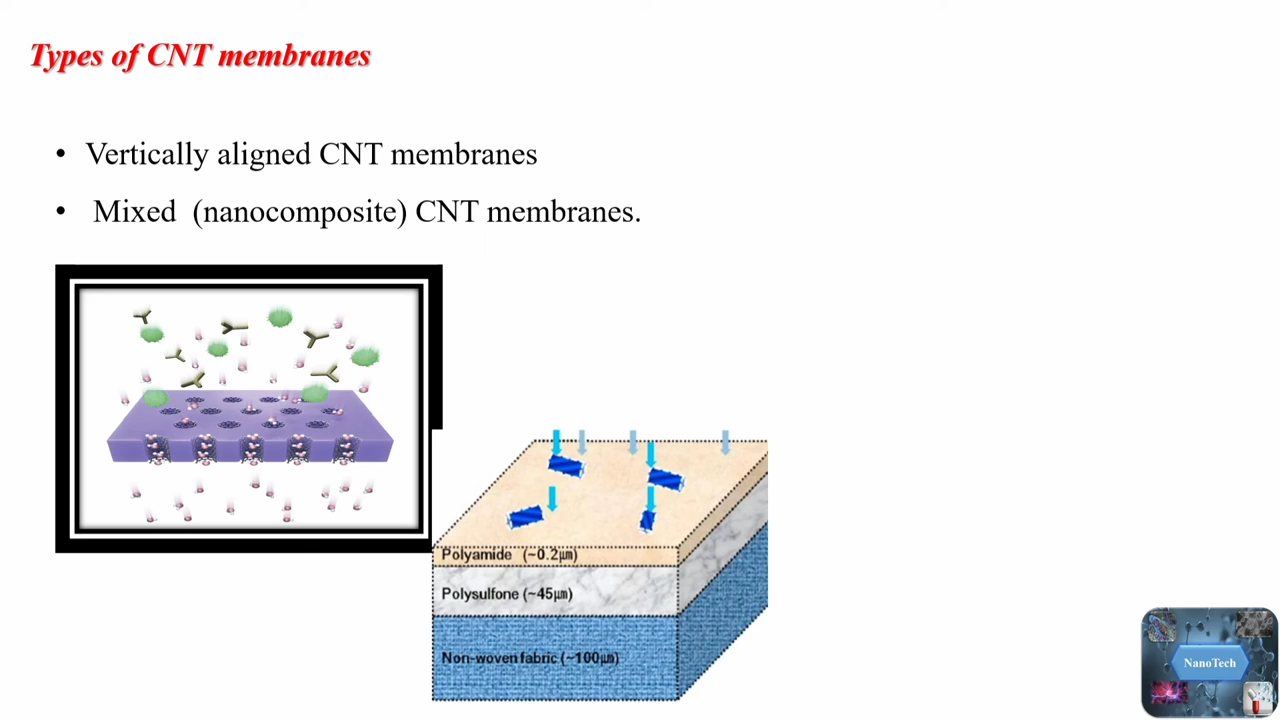 Types of CNT membranes
• Vertically aligned CNT membranes
• Mixed (nanocomposite) CNT membranes.
Polyamide (~0.2㎛)
Polysulfone (~45㎛)
Non-woven fabric (~100㎛)
NanoTech